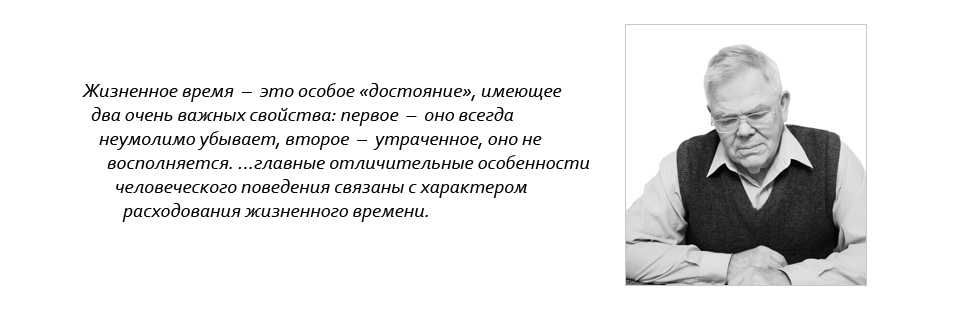 Жизненное время – это особое «достояние», имеющее
два очень важных свойства: первое – оно всегда
неумолимо убывает, второе – утраченное, оно не
восполняется. ...главные отличительные особенности
человеческого поведения связаны с характером
расходования жизненного времени.